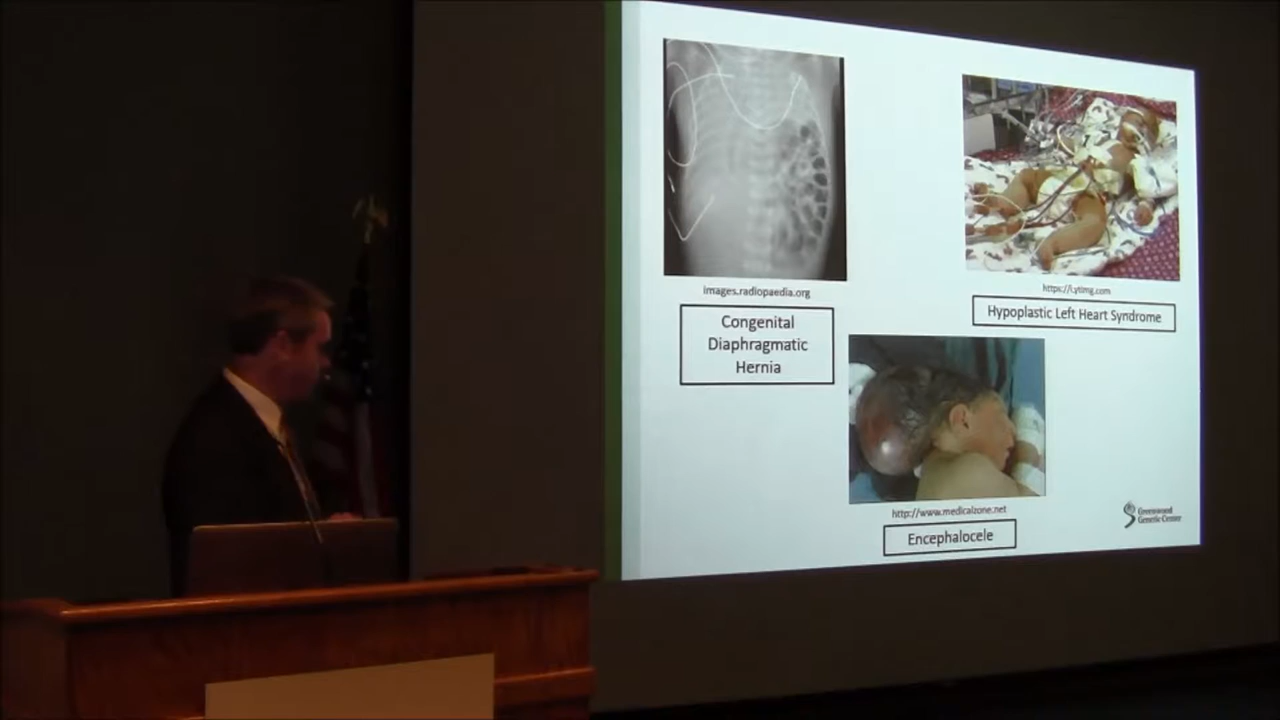 images.radiopaedia.org
Congenital
Diaphragmatic
Hernia
https://i.ytimg.com
Hypoplastic Left Heart Syndrome
http://www.medicalzone.net
Encephalocele
Greenwood
Genetic Center